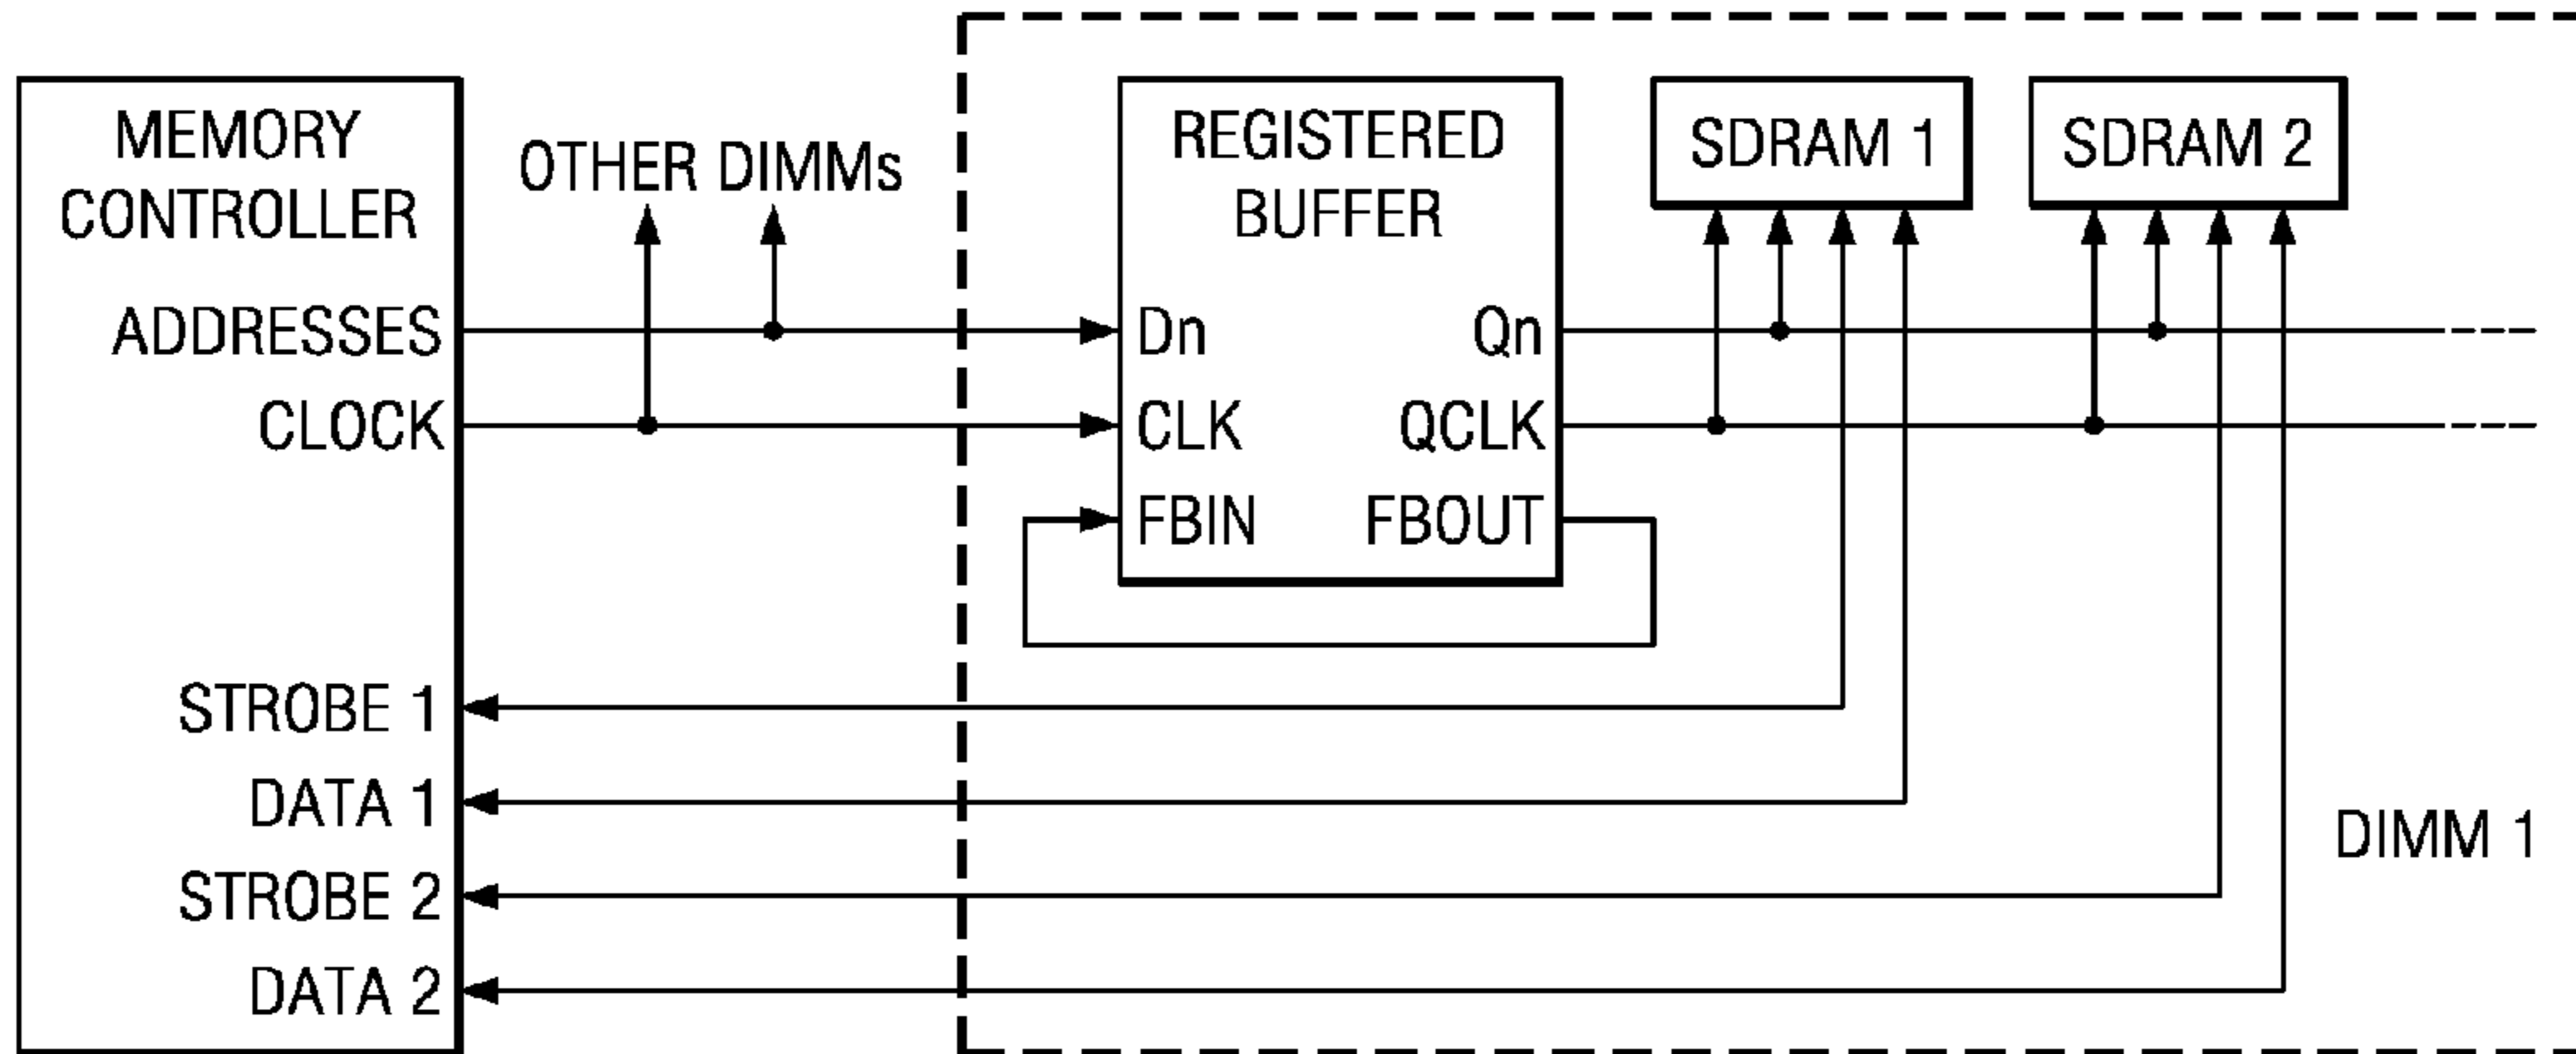 MEMORY
CONTROLLER
ADDRESSES
CLOCK
STROBE 1
DATA 1
STROBE 2
DATA 2
OTHER DIMMs
REGISTERED
BUFFER
Dn
Qn
CLK
QCLK
FBIN
FBOUT
SDRAM 1
SDRAM 2
DIMM 1